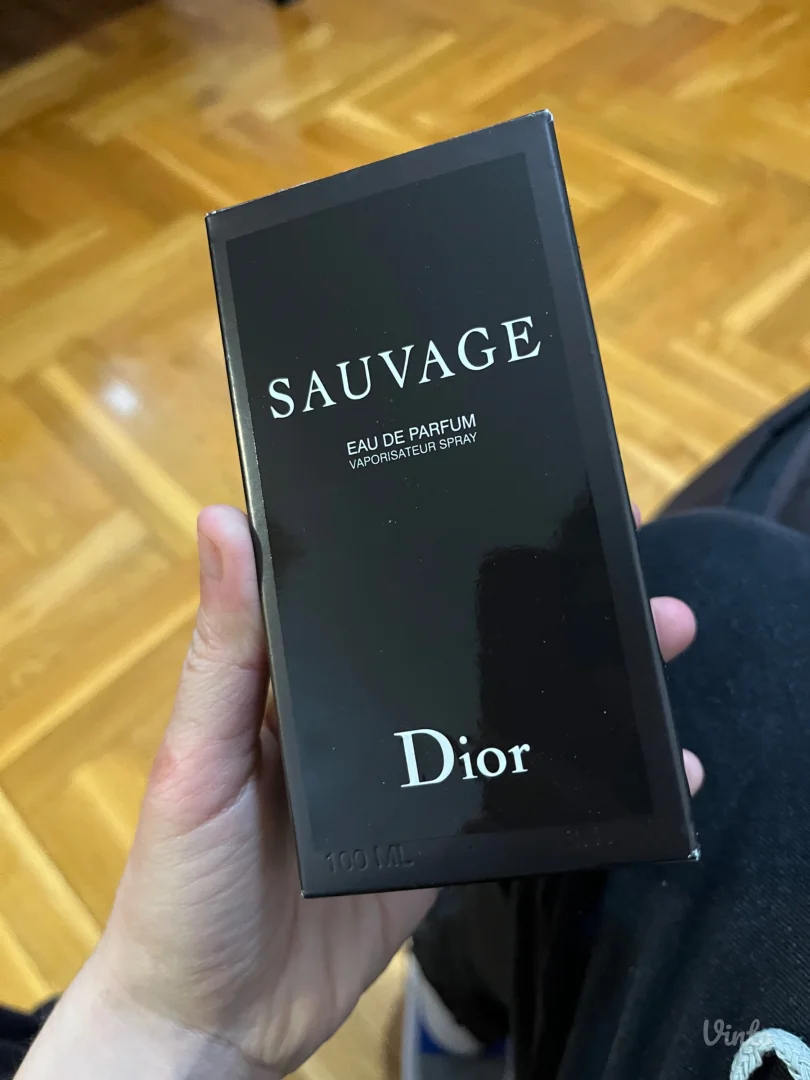 SAUVAGE
EAU DE PARFUM
VAPORISATEUR SPRAY
Dior
100 ML